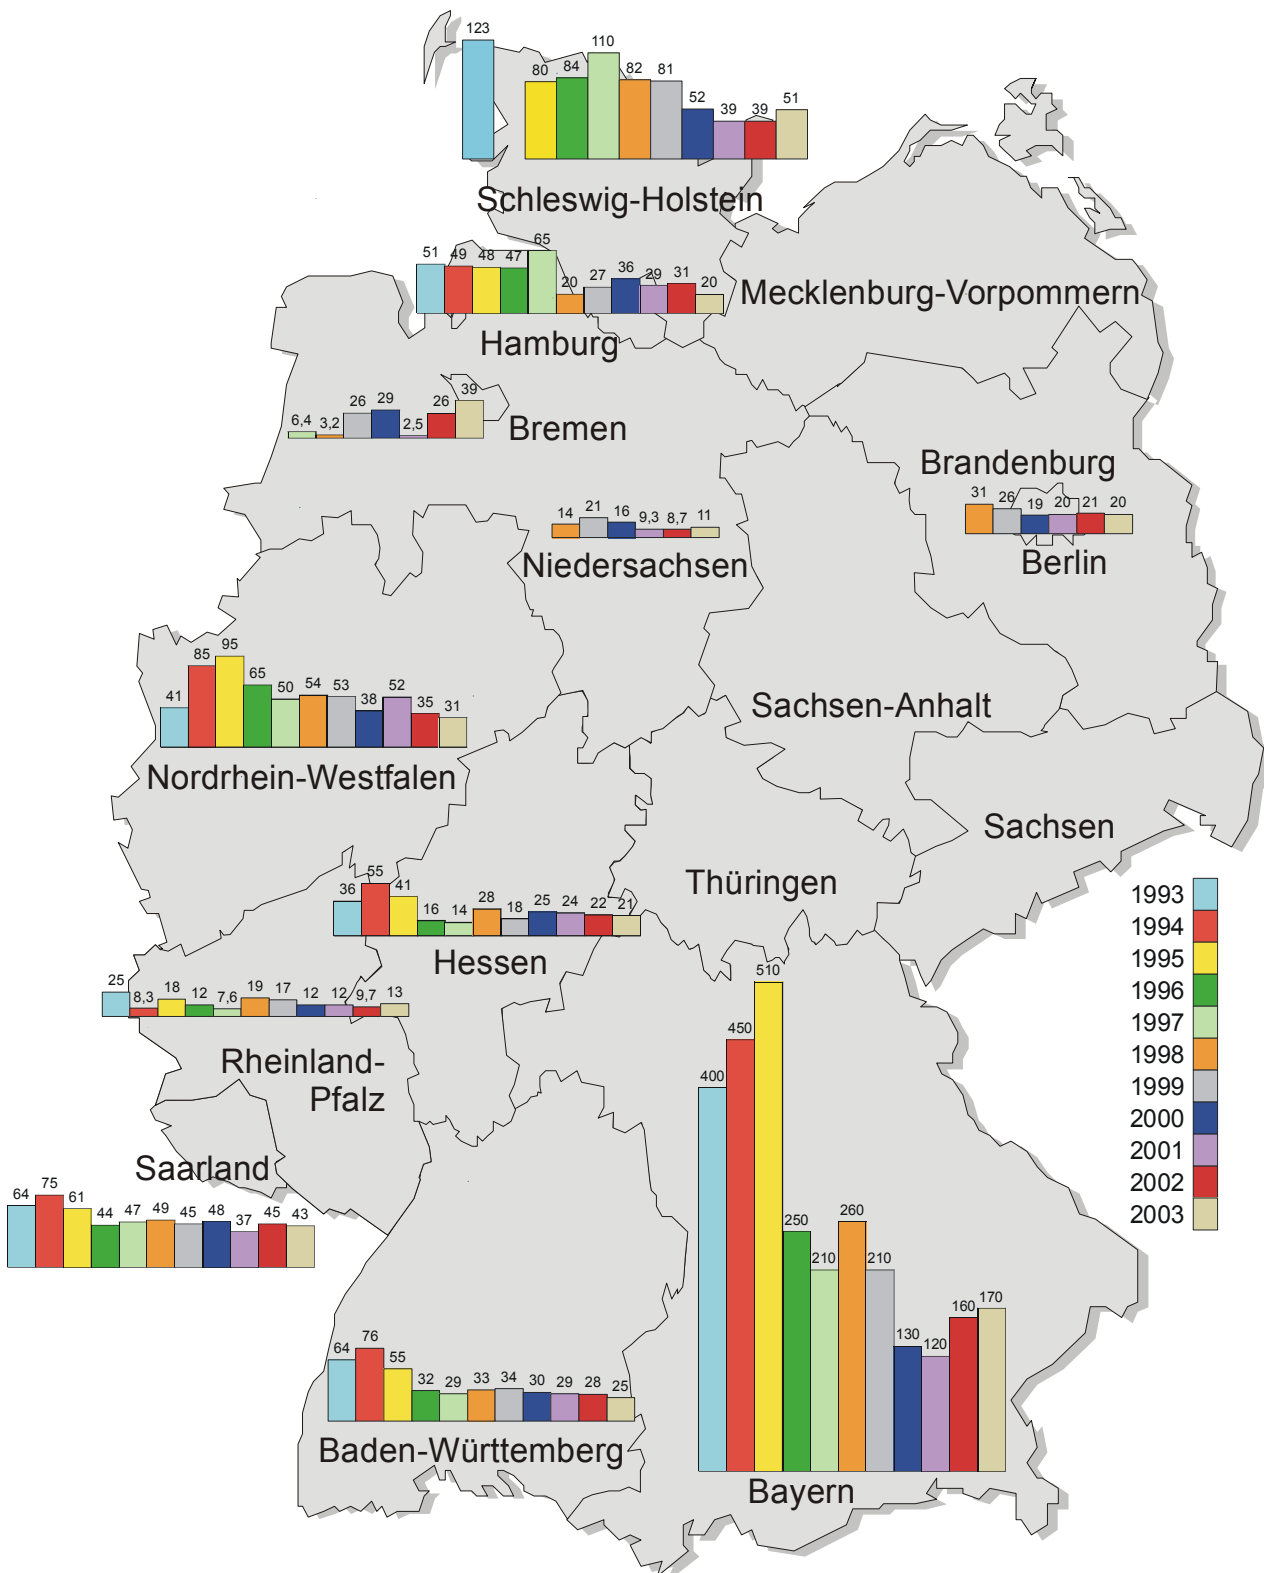 123 80 84 110 82 81 52 39 39 51
Schleswig-Holstein
51 49 48 47 65 20 27 36 29 31 20
Hamburg
Mecklenburg-Vorpommern
6,4 3,2 26 29 2,5 26 39
Bremen
14 21 16 9,3 8,7 11
Niedersachsen
Brandenburg
31 26 19 20 21 20
Berlin
41 85 95 65 50 54 53 38 52 35 31
Nordrhein-Westfalen
Sachsen-Anhalt
Sachsen
Thüringen
36 55 41 16 14 28 18 25 24 22 21
Hessen
25 8,3 18 12 7,6 19 17 12 12 9,7 13
Rheinland-
Pfalz
Saarland
64 75 61 44 47 49 45 48 37 45 43
64 76 55 32 29 33 34 30 29 28 25
Baden-Württemberg
400 450 510 250 210 260 210 130 120 160 170
Bayern
1993
1994
1995
1996
1997
1998
1999
2000
2001
2002
2003